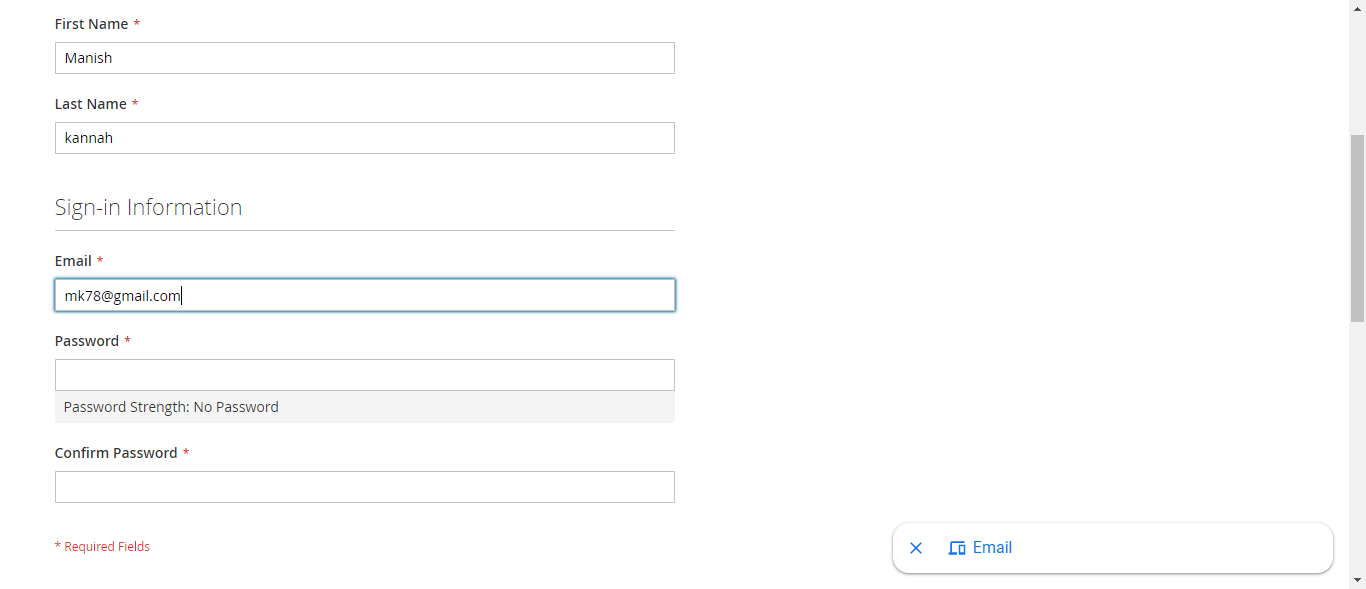 First Name *
Manish
Last Name *
kannah
Sign-in Information
Email *
mk78@gmail.com
Password *
Password Strength: No Password
Confirm Password *
* Required Fields
Email